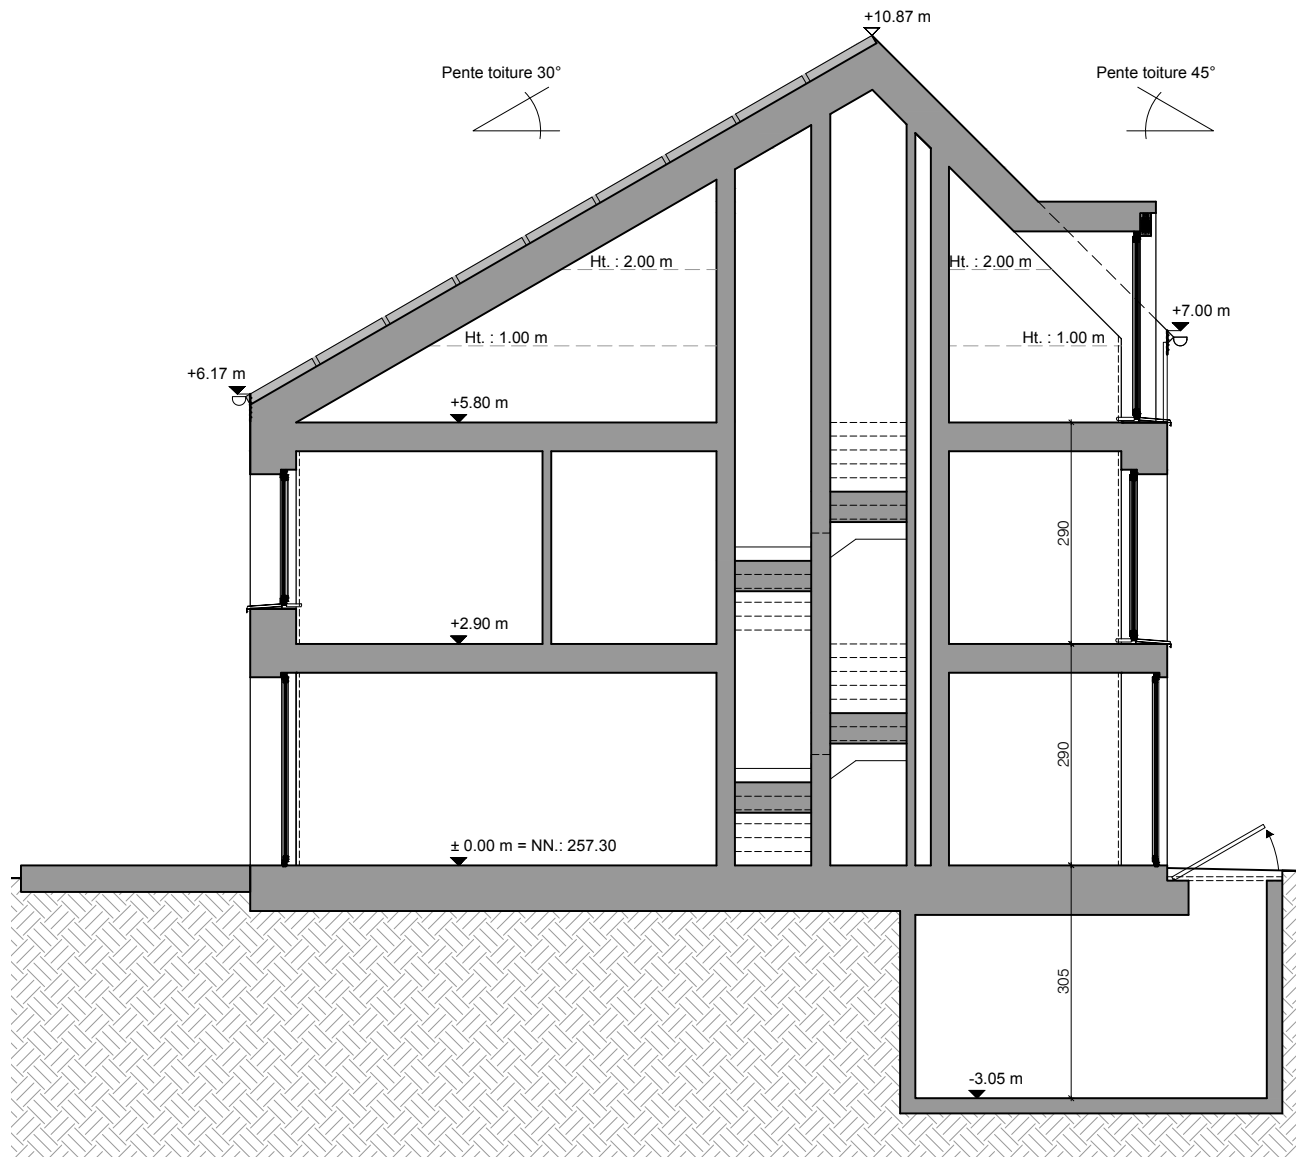 +10.87 m
Pente toiture 30°
Pente toiture 45°
Ht. : 2.00 m
Ht. : 2.00 m
+7.00 m
Ht. : 1.00 m
Ht. : 1.00 m
+6.17 m
+5.80 m
290
+2.90 m
290
± 0.00 m = NN.: 257.30
305
-3.05 m